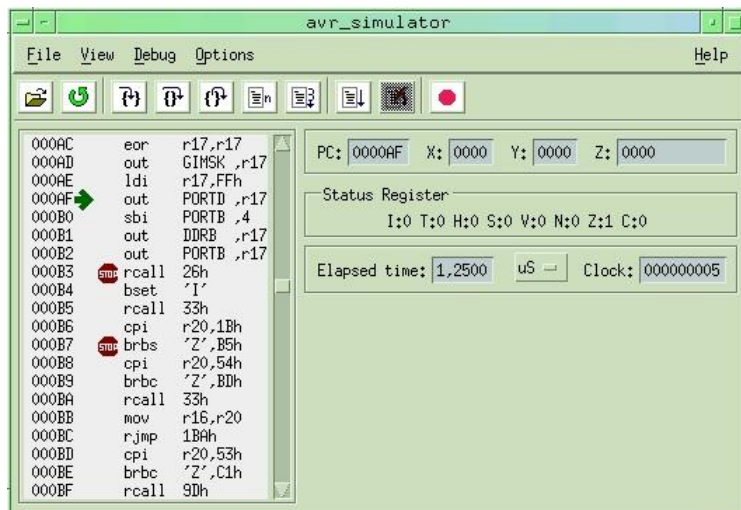 avr_simulator
File View Debug Options Help
000AC eor r17,r17
000AD out GIMSK ,r17
000AE ldi r17,FFh
000AF out PORTD ,r17
000B0 sbi PORTB ,4
000B1 out DDRB ,r17
000B2 out PORTB ,r17
000B3 STOP rcall 26h
000B4 bset 'I'
000B5 rcall 33h
000B6 cpi r20,1Bh
000B7 STOP brbs 'Z',B5h
000B8 cpi r20,54h
000B9 brbc 'Z',BDh
000BA rcall 33h
000BB mov r16,r20
000BC rjmp 1BAh
000BD cpi r20,53h
000BE brbc 'Z',C1h
000BF rcall 9Dh
PC: 0000AF X: 0000 Y: 0000 Z: 0000
Status Register
I:0 T:0 H:0 S:0 V:0 N:0 Z:1 C:0
Elapsed time: 1,2500 uS Clock: 000000005